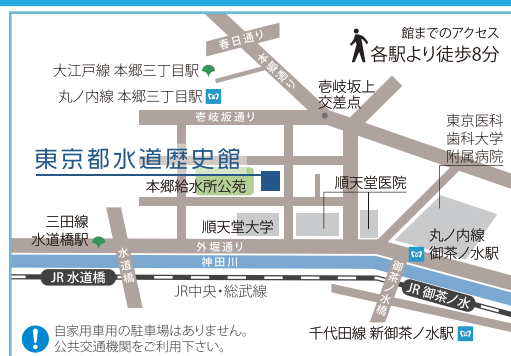 春日通り
館までのアクセス
各駅より徒歩8分
本郷通り
大江戸線 本郷三丁目駅
丸ノ内線 本郷三丁目駅
壱岐坂上
交差点
壱岐坂通り
東京医科
歯科大学
附属病院
東京都水道歴史館
本郷給水所公苑
順天堂医院
三田線
水道橋駅
順天堂大学
丸ノ内線
御茶ノ水駅
外堀通り
神田川
水道橋
御茶ノ水橋
JR 水道橋
JR中央・総武線
JR 御茶ノ水
自家用車用の駐車場はありません。
公共交通機関をご利用下さい。
千代田線 新御茶ノ水駅